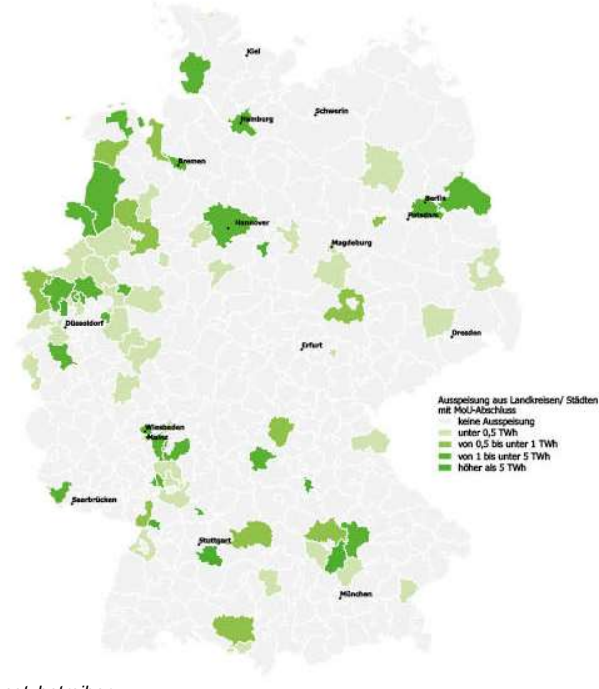 Kiel
Schwerin
Hamburg
Bremen
Berlin
Potsdam
Hannover
Magdeburg
Düsseldorf
Dresden
Erfurt
Ausspeisung aus Landkreisen/ Städten
mit MoU-Abschluss
keine Ausspeisung
unter 0,5 TWh
von 0,5 bis unter 1 TWh
von 1 bis unter 5 TWh
höher als 5 TWh
Wiesbaden
Mainz
Saarbrücken
Stuttgart
München